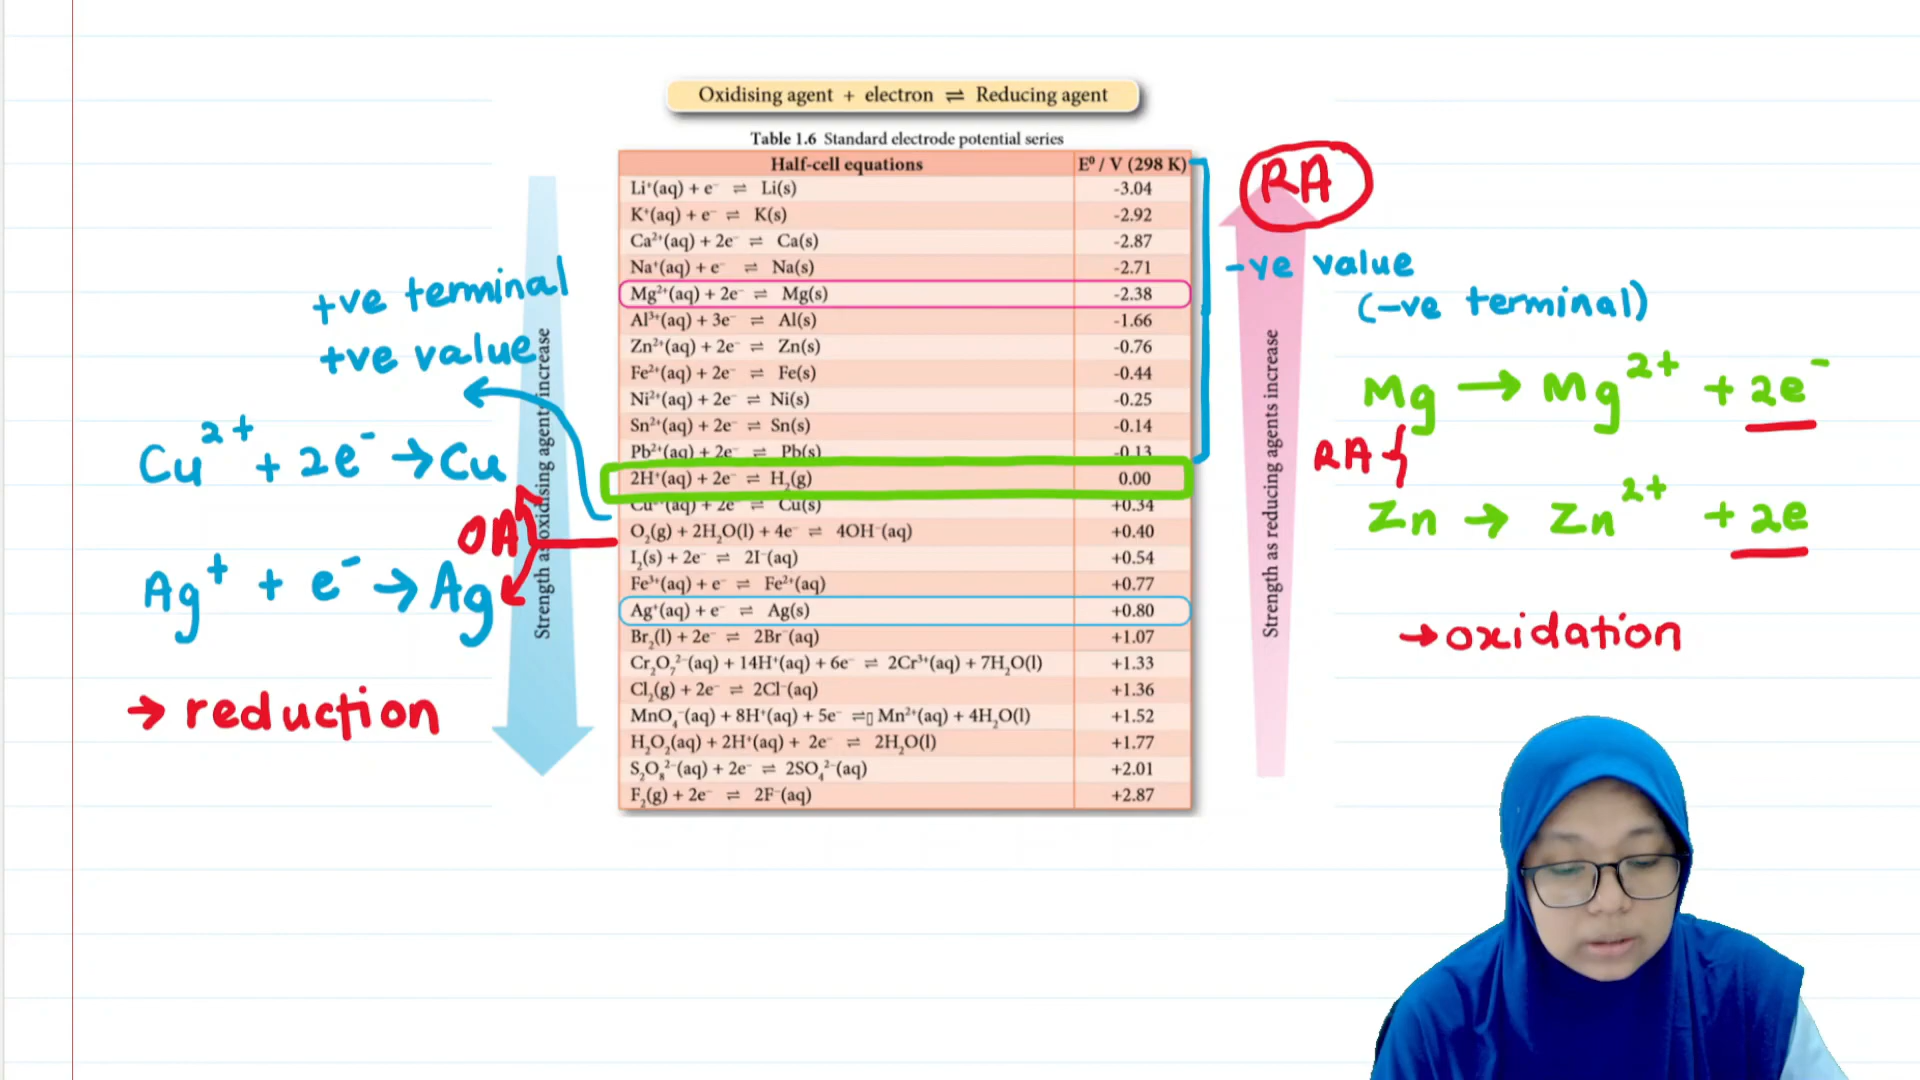 Oxidising agent + electron ⇌ Reducing agent
Table 1.6 Standard electrode potential series
Half-cell equations E⁰ / V (298 K)
Li⁺(aq) + e⁻ ⇌ Li(s) -3.04
K⁺(aq) + e⁻ ⇌ K(s) -2.92
Ca²⁺(aq) + 2e⁻ ⇌ Ca(s) -2.87
Na⁺(aq) + e⁻ ⇌ Na(s) -2.71
Mg²⁺(aq) + 2e⁻ ⇌ Mg(s) -2.38
Al³⁺(aq) + 3e⁻ ⇌ Al(s) -1.66
Zn²⁺(aq) + 2e⁻ ⇌ Zn(s) -0.76
Fe²⁺(aq) + 2e⁻ ⇌ Fe(s) -0.44
Ni²⁺(aq) + 2e⁻ ⇌ Ni(s) -0.25
Sn²⁺(aq) + 2e⁻ ⇌ Sn(s) -0.14
Pb²⁺(aq) + 2e⁻ ⇌ Pb(s) -0.13
2H⁺(aq) + 2e⁻ ⇌ H₂(g) 0.00
Cu²⁺(aq) + 2e⁻ ⇌ Cu(s) +0.34
O₂(g) + 2H₂O(l) + 4e⁻ ⇌ 4OH⁻(aq) +0.40
I₂(s) + 2e⁻ ⇌ 2I⁻(aq) +0.54
Fe³⁺(aq) + e⁻ ⇌ Fe²⁺(aq) +0.77
Ag⁺(aq) + e⁻ ⇌ Ag(s) +0.80
Br₂(l) + 2e⁻ ⇌ 2Br⁻(aq) +1.07
Cr₂O₇²⁻(aq) + 14H⁺(aq) + 6e⁻ ⇌ 2Cr³⁺(aq) + 7H₂O(l) +1.33
Cl₂(g) + 2e⁻ ⇌ 2Cl⁻(aq) +1.36
MnO₄⁻(aq) + 8H⁺(aq) + 5e⁻ ⇌▯ Mn²⁺(aq) + 4H₂O(l) +1.52
H₂O₂(aq) + 2H⁺(aq) + 2e⁻ ⇌ 2H₂O(l) +1.77
S₂O₈²⁻(aq) + 2e⁻ ⇌ 2SO₄²⁻(aq) +2.01
F₂(g) + 2e⁻ ⇌ 2F⁻(aq) +2.87
Strength as oxidising agents increase
Strength as reducing agents increase
+ve terminal
+ve value
Cu²⁺ + 2e⁻ → Cu
OA
Ag⁺ + e⁻ → Ag
→ reduction
RA
-ve value
(-ve terminal)
Mg → Mg²⁺ + 2e⁻
RA
Zn → Zn²⁺ + 2e
→ oxidation